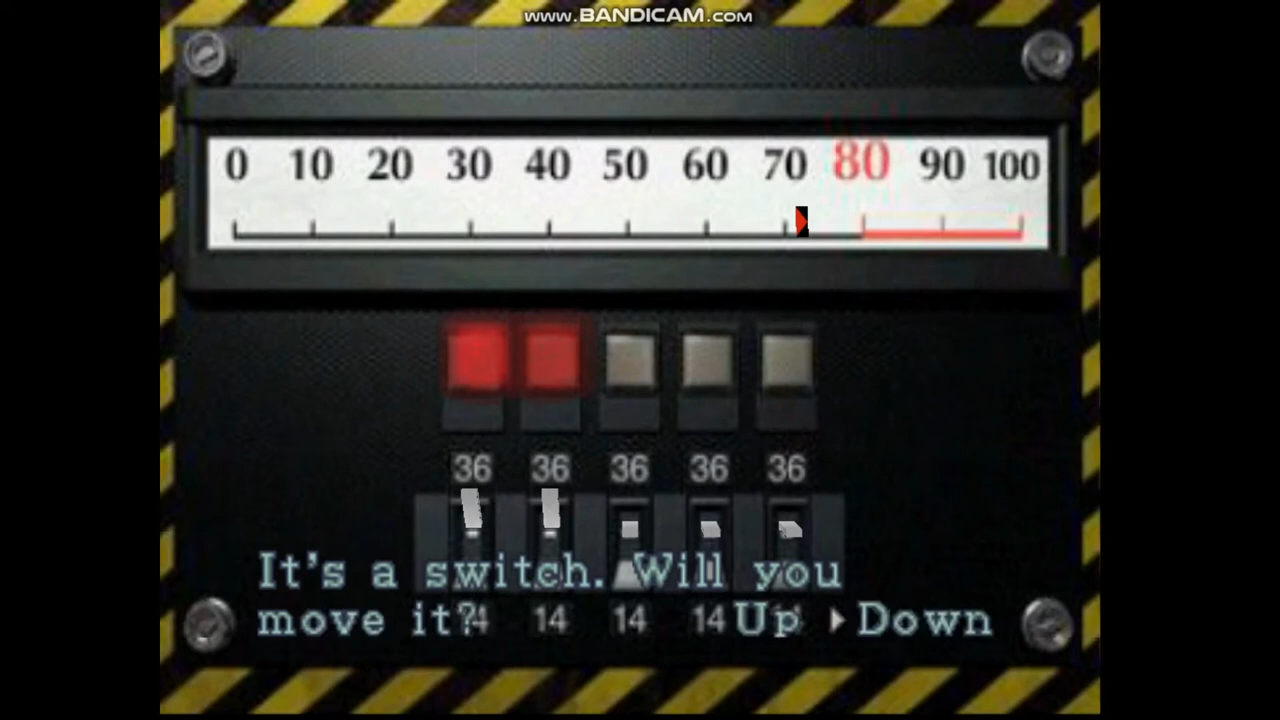 www.BANDICAM.com
0 10 20 30 40 50 60 70 80 90 100
36 36 36 36 36
It's a switch. Will you
move it? Up Down
14 14 14